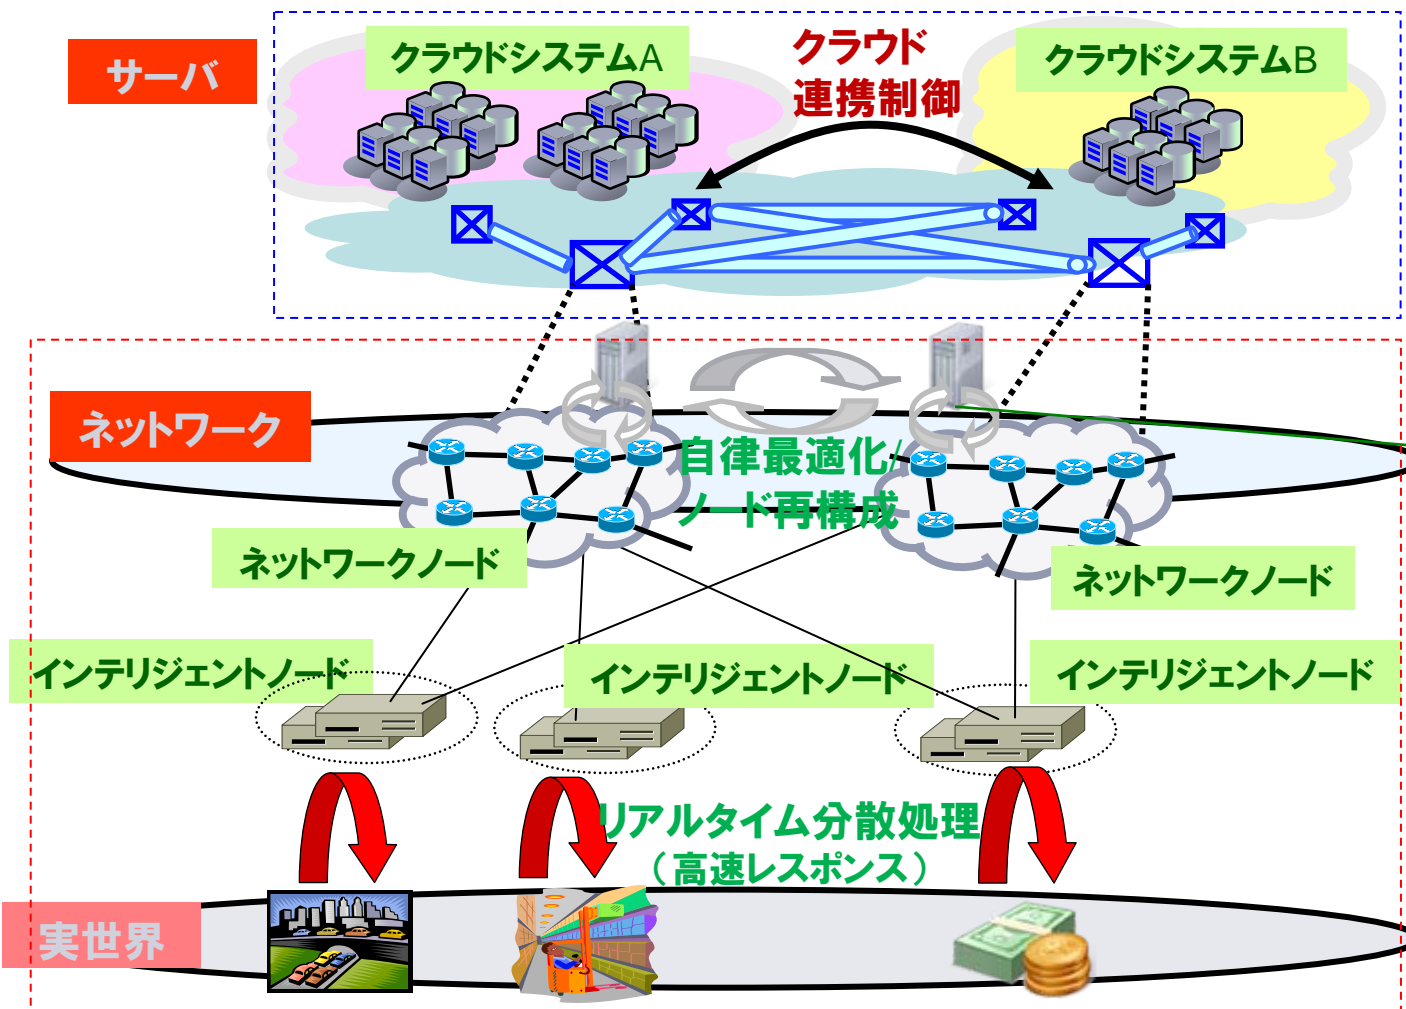 サーバ
クラウドシステムA
クラウド
連携制御
クラウドシステムB
ネットワーク
自律最適化/
ノード再構成
ネットワークノード
ネットワークノード
インテリジェントノード
インテリジェントノード
インテリジェントノード
リアルタイム分散処理
（高速レスポンス）
実世界